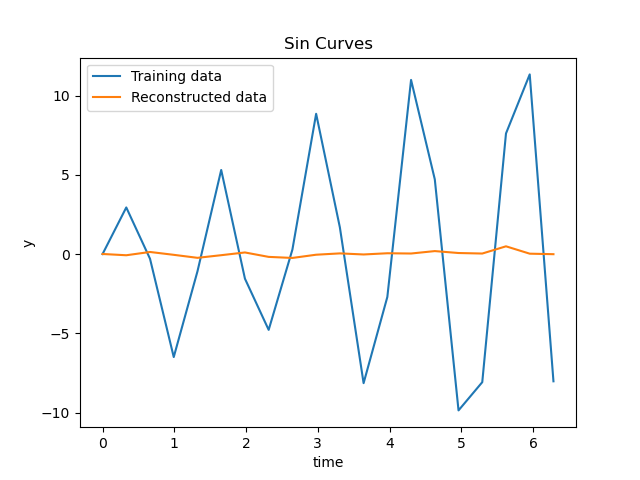 Sin Curves
Training data
Reconstructed data
10
5
0
−5
−10
y
0 1 2 3 4 5 6
time